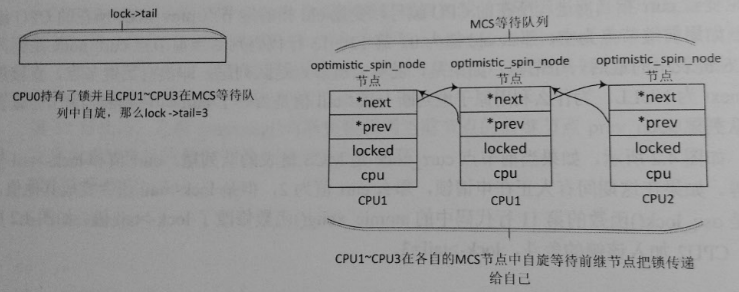 lock->tail
CPU0持有了锁并且CPU1~CPU3在MCS等待队
列中自旋，那么lock ->tail=3
MCS等待队列
optimistic_spin_node
节点
*next
*prev
locked
cpu
CPU1
optimistic_spin_node
节点
*next
*prev
locked
cpu
CPU1
optimistic_spin_node
节点
*next
*prev
locked
cpu
CPU2
CPU1~CPU3在各自的MCS节点中自旋等待前继节点把锁传递
给自己